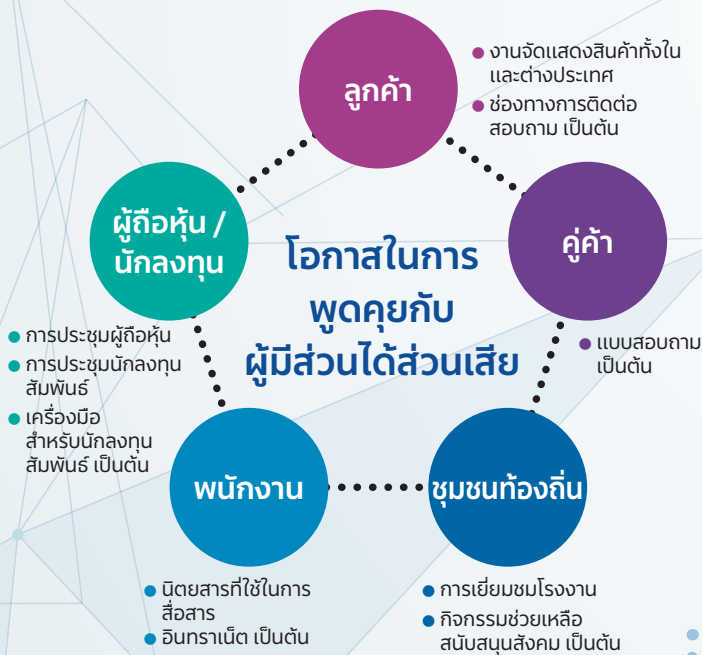 ลูกค้า
● งานจัดแสดงสินค้าทั้งใน
และต่างประเทศ
● ช่องทางการติดต่อ
สอบถาม เป็นต้น
ผู้ถือหุ้น /
นักลงทุน
โอกาสในการ
พูดคุยกับ
ผู้มีส่วนได้ส่วนเสีย
คู่ค้า
● แบบสอบถาม
เป็นต้น
● การประชุมผู้ถือหุ้น
● การประชุมนักลงทุน
สัมพันธ์
● เครื่องมือ
สำหรับนักลงทุน
สัมพันธ์ เป็นต้น
พนักงาน
ชุมชนท้องถิ่น
● นิตยสารที่ใช้ในการ
สื่อสาร
● อินทราเน็ต เป็นต้น
● การเยี่ยมชมโรงงาน
● กิจกรรมช่วยเหลือ
สนับสนุนสังคม เป็นต้น